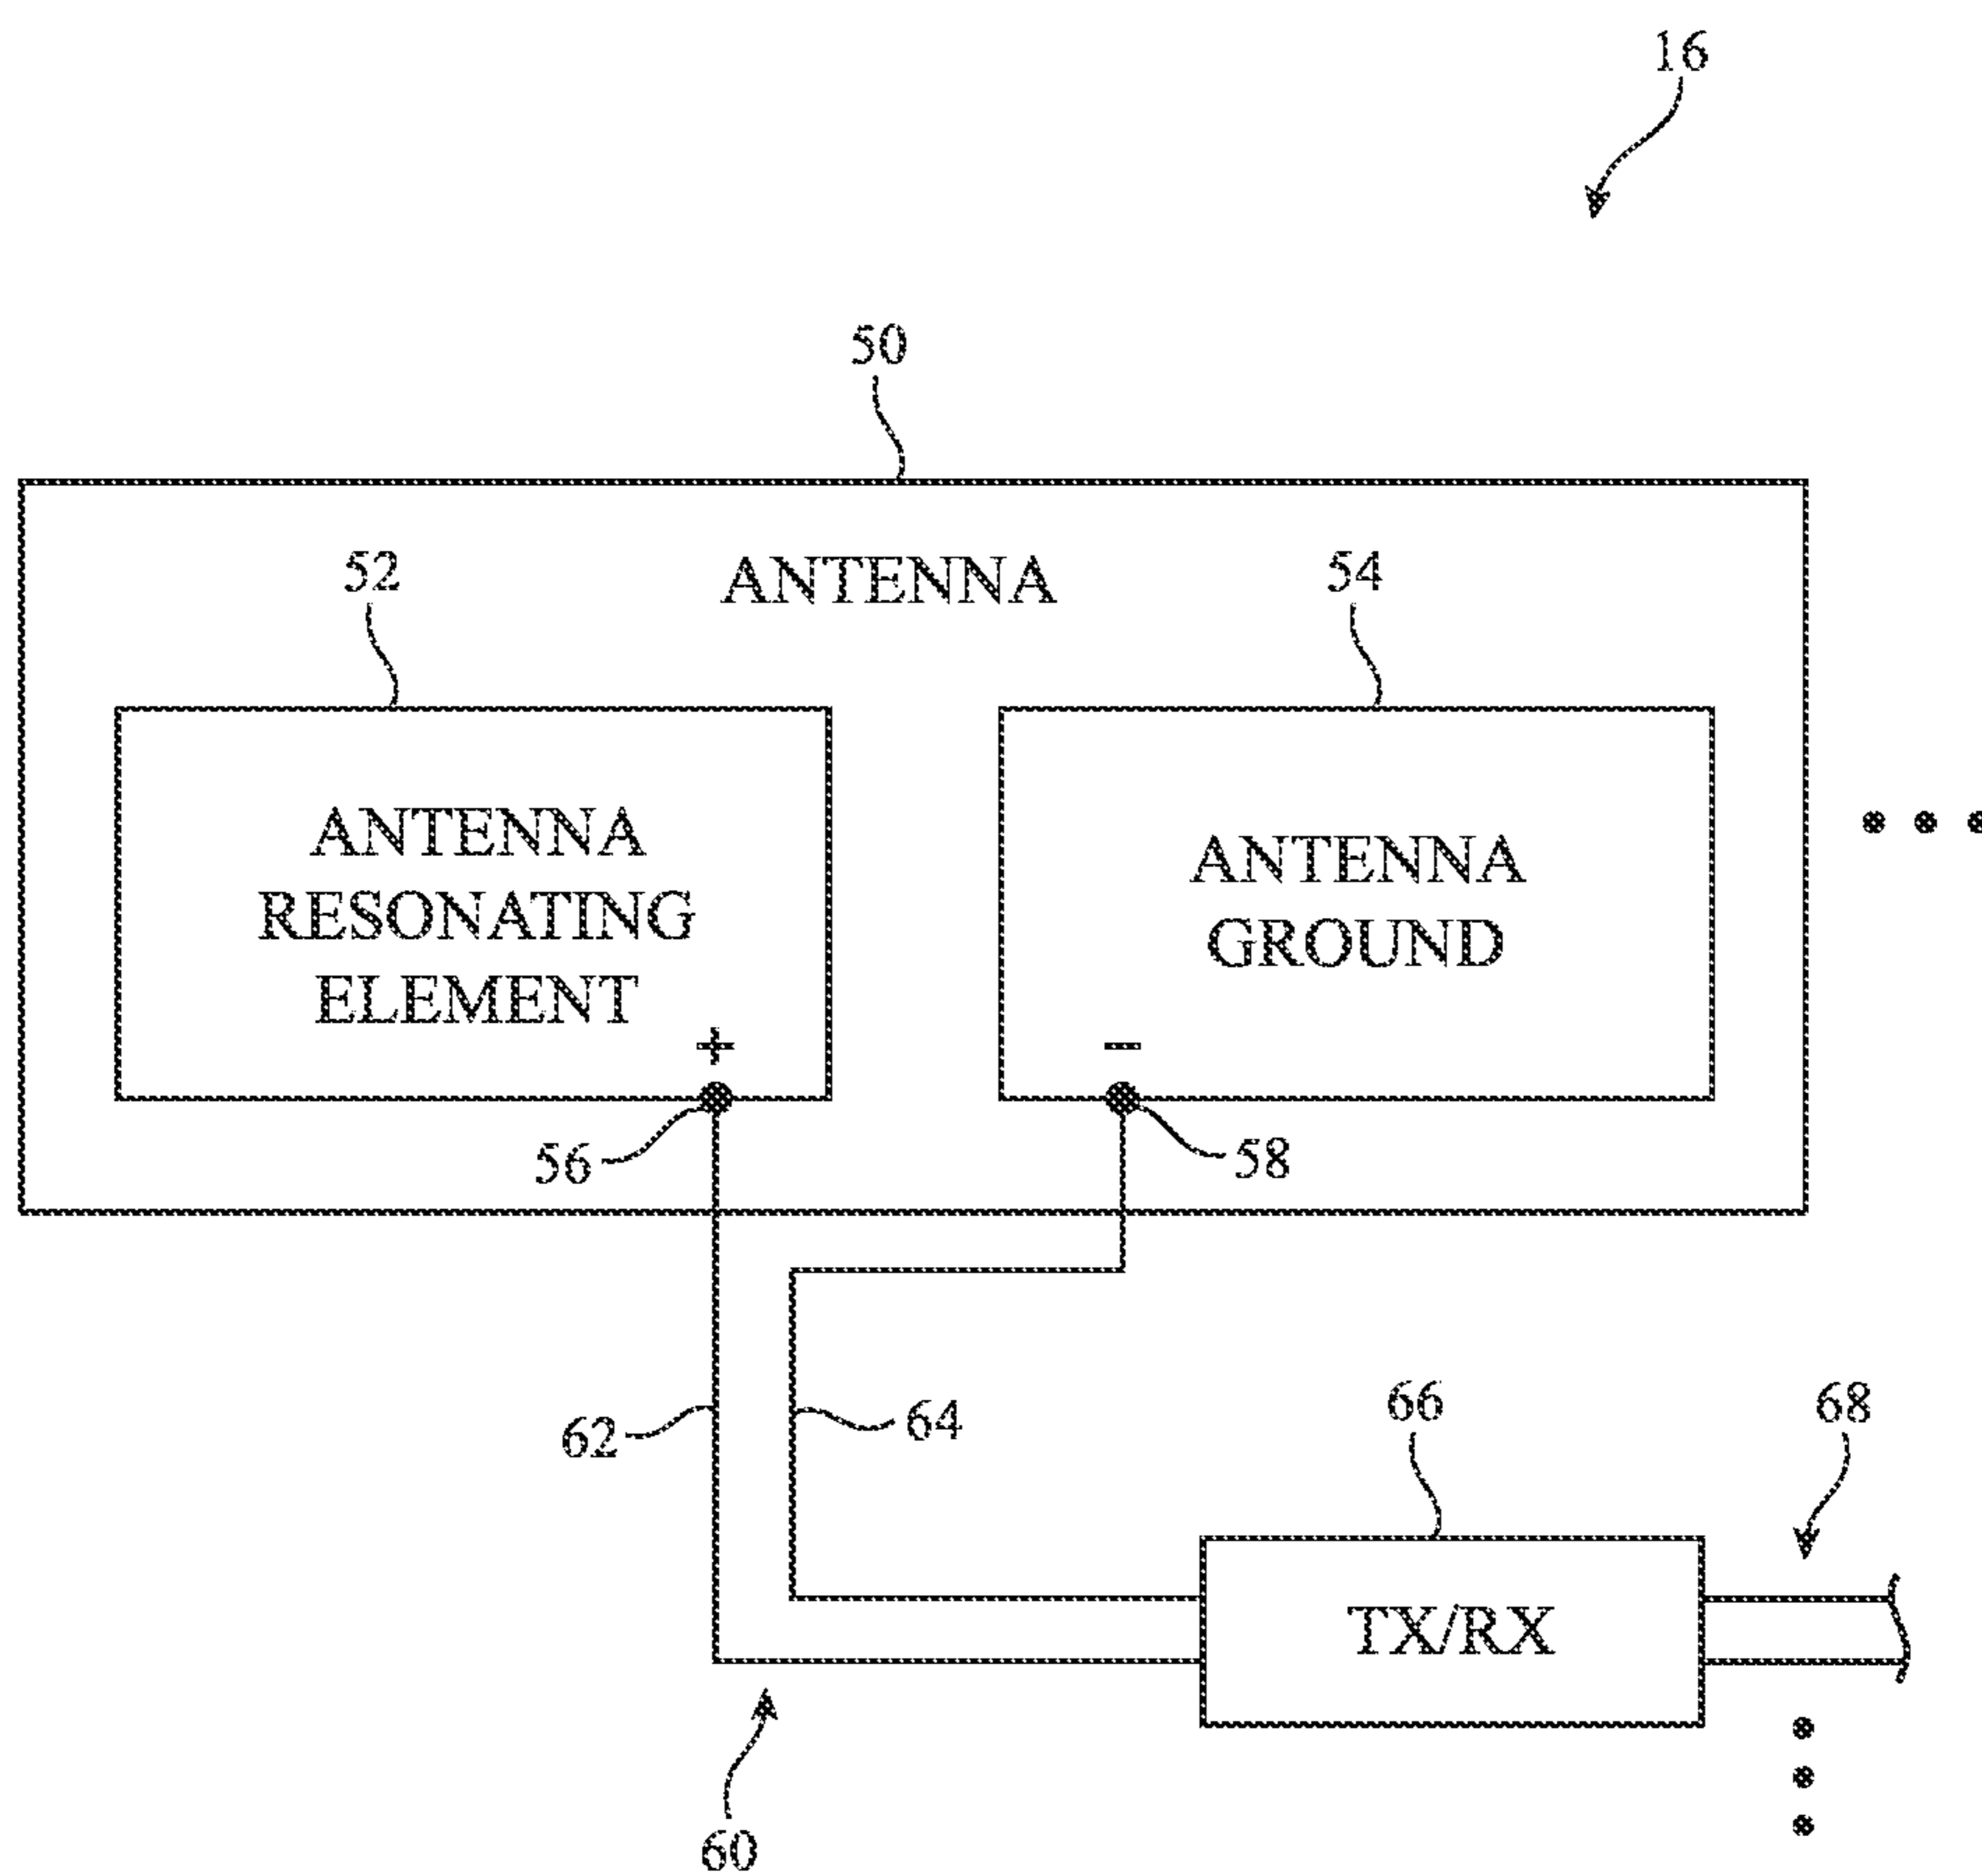 16
50
ANTENNA
52
54
ANTENNA
RESONATING
ELEMENT
ANTENNA
GROUND
+
−
56
58
62
64
66
68
TX/RX
60